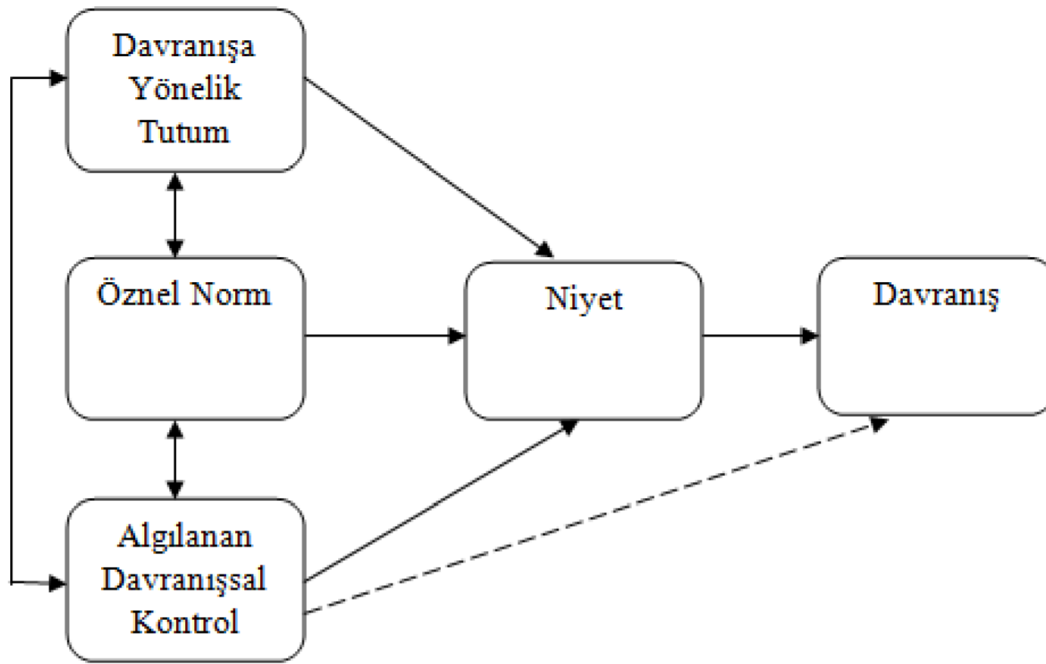 Davranışa
Yönelik
Tutum
Öznel Norm
Niyet
Davranış
Algılanan
Davranışsal
Kontrol